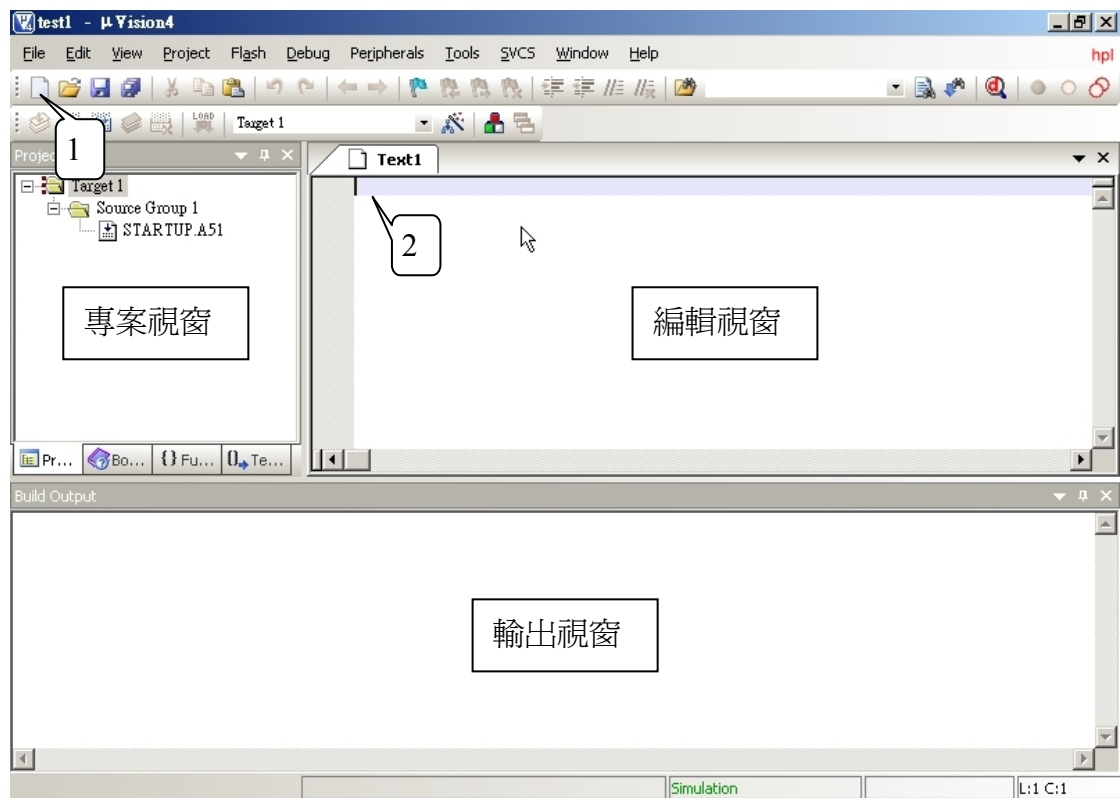 test1 - µVision4
File Edit View Project Flash Debug Peripherals Tools SVCS Window Help
hpl
LOAD Target 1
1
Projec
Text1
Target 1
Source Group 1
STARTUP.A51
2
專案視窗
編輯視窗
Pr... Bo... {} Fu... Te...
Build Output
輸出視窗
Simulation
L:1 C:1